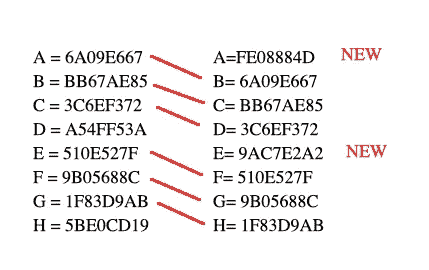 A = 6A09E667 A=FE08884D NEW
B = BB67AE85 B= 6A09E667
C = 3C6EF372 C= BB67AE85
D = A54FF53A D= 3C6EF372
E = 510E527F E= 9AC7E2A2 NEW
F = 9B05688C F= 510E527F
G = 1F83D9AB G= 9B05688C
H = 5BE0CD19 H= 1F83D9AB